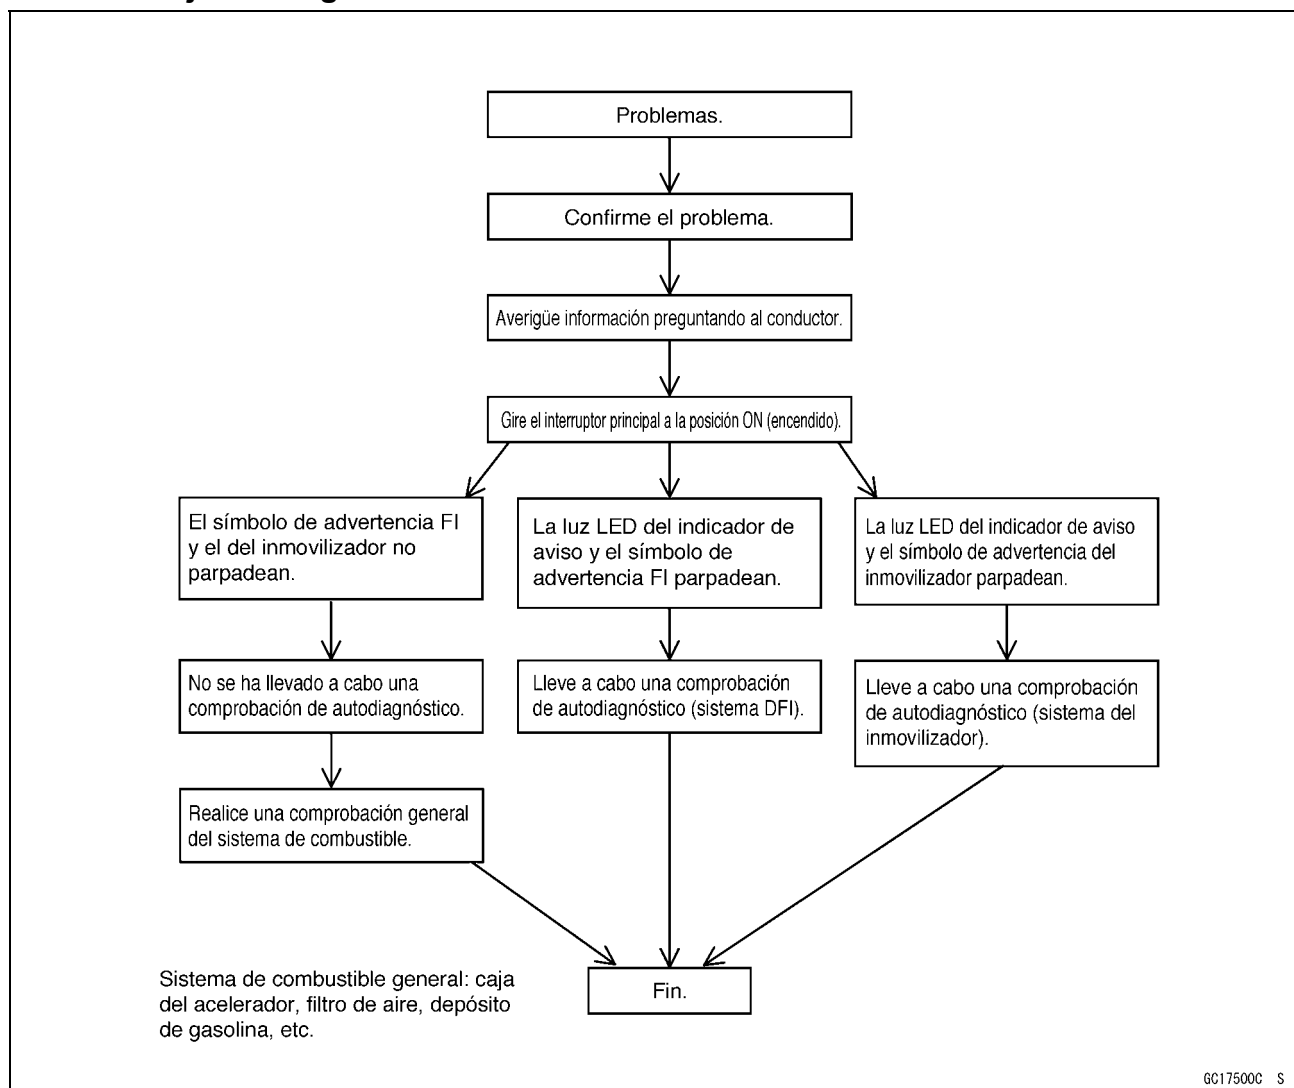 Problemas.
Confirme el problema.
Averigüe información preguntando al conductor.
Gire el interruptor principal a la posición ON (encendido).
El símbolo de advertencia FI
y el del inmovilizador no
parpadean.
La luz LED del indicador de
aviso y el símbolo de
advertencia FI parpadean.
La luz LED del indicador de aviso
y el símbolo de advertencia del
inmovilizador parpadean.
No se ha llevado a cabo una
comprobación de autodiagnóstico.
Lleve a cabo una comprobación
de autodiagnóstico (sistema DFI).
Lleve a cabo una comprobación
de autodiagnóstico (sistema del
inmovilizador).
Realice una comprobación general
del sistema de combustible.
Fin.
Sistema de combustible general: caja
del acelerador, filtro de aire, depósito
de gasolina, etc.
GC17500C S